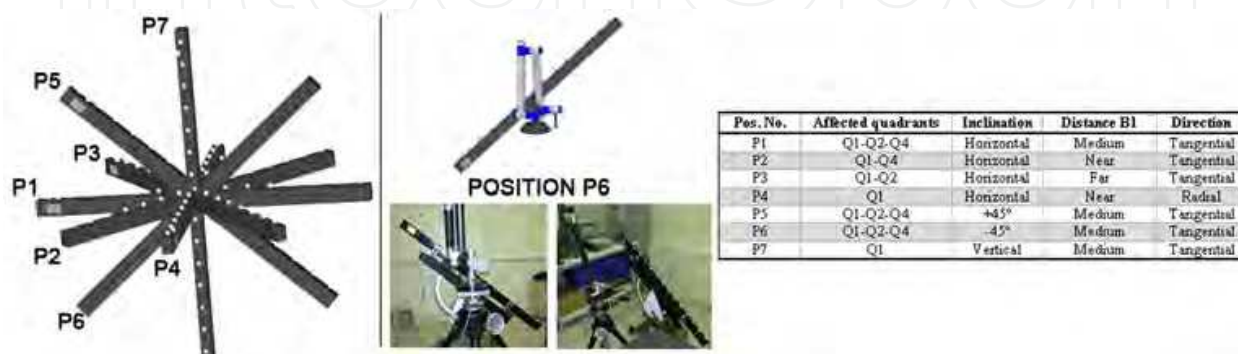 P7
P5
P3
P1
P2
P4
P6
POSITION P6
Pos. No. Affected quadrants Inclination Distance B1 Direction
P1 Q1-Q2-Q4 Horizontal Medium Tangential
P2 Q1-Q4 Horizontal Near Tangential
P3 Q1-Q2 Horizontal Far Tangential
P4 Q1 Horizontal Near Radial
P5 Q1-Q2-Q4 +45º Medium Tangential
P6 Q1-Q2-Q4 -45º Medium Tangential
P7 Q1 Vertical Medium Tangential